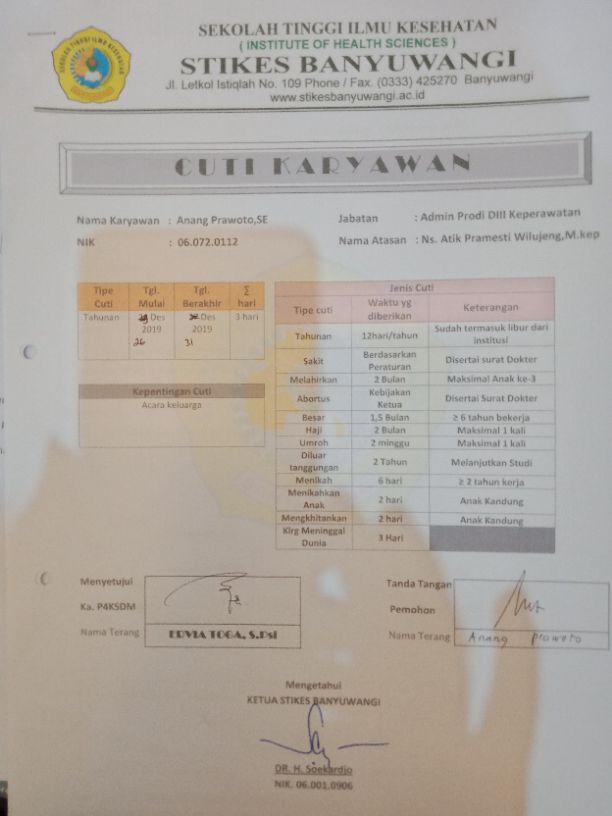 SEKOLAH TINGGI ILMU KESEHATAN
SEKOLAH TINGGI ILMU KESEHATAN
( INSTITUTE OF HEALTH SCIENCES )
STIKES BANYUWANGI
Jl. Letkol Istiqlah No. 109 Phone / Fax. (0333) 425270 Banyuwangi
www.stikesbanyuwangi.ac.id
CUTI KARYAWAN
Nama Karyawan : Anang Prawoto,SE
Jabatan : Admin Prodi DIII Keperawatan
NIK : 06.072.0112
Nama Atasan : Ns. Atik Pramesti Wilujeng,M.kep
Tipe Cuti Tgl. Mulai Tgl. Berakhir ∑ hari
Tahunan Des 2019 26 Des 2019 31 3 hari
Kepentingan Cuti
Acara keluarga
Jenis Cuti
Tipe cuti Waktu yg diberikan Keterangan
Tahunan 12hari/tahun Sudah termasuk libur dari institusi
Sakit Berdasarkan Peraturan Disertai surat Dokter
Melahirkan 2 Bulan Maksimal Anak ke-3
Abortus Kebijakan Ketua Disertai Surat Dokter
Besar 1,5 Bulan ≥ 6 tahun bekerja
Haji 2 Bulan Maksimal 1 kali
Umroh 2 minggu Maksimal 1 kali
Diluar tanggungan 2 Tahun Melanjutkan Studi
Menikah 6 hari ≥ 2 tahun kerja
Menikahkan Anak 2 hari Anak Kandung
Mengkhitankan 2 hari Anak Kandung
Klrg Meninggal Dunia 3 Hari
Menyetujui
Ka. P4KSDM
Nama Terang ERVIA TOGA, S.Psi
Tanda Tangan
Pemohon
Nama Terang Anang Prawoto
Mengetahui
KETUA STIKES BANYUWANGI
DR. H. Soekardjo
NIK. 06.001.0906